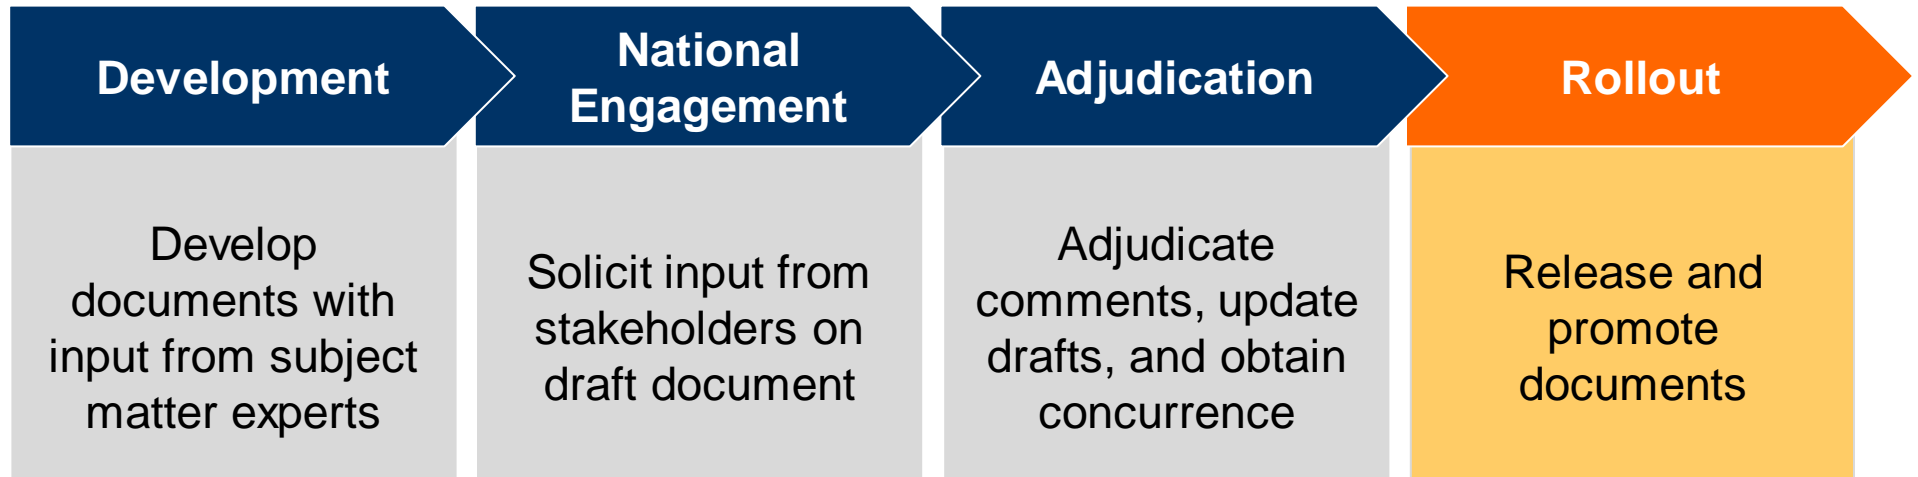 Development
National
Engagement
Adjudication
Rollout
Develop
documents with
input from subject
matter experts
Solicit input from
stakeholders on
draft document
Adjudicate
comments, update
drafts, and obtain
concurrence
Release and
promote
documents